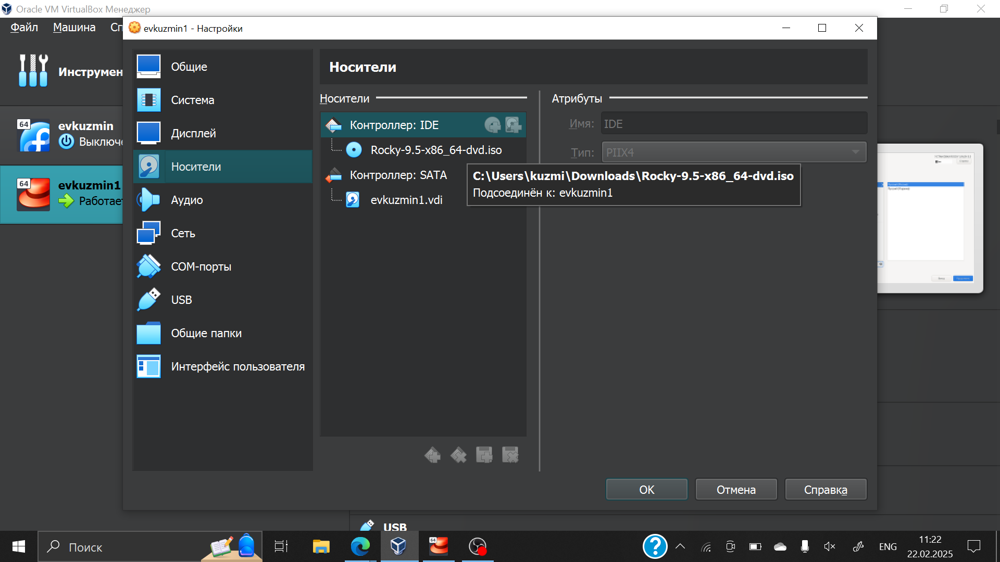 Oracle VM VirtualBox Менеджер
Файл Машина Сп
evkuzmin1 - Настройки
Инструмен
64
evkuzmin
Выключе
64
evkuzmin1
Работает
Общие
Система
Дисплей
Носители
Аудио
Сеть
COM-порты
USB
Общие папки
Интерфейс пользователя
Носители
Носители
Контроллер: IDE
Rocky-9.5-x86_64-dvd.iso
Контроллер: SATA
evkuzmin1.vdi
Атрибуты
Имя: IDE
Тип: PIIX4
C:\Users\kuzmi\Downloads\Rocky-9.5-x86_64-dvd.iso
Подсоединён к: evkuzmin1
OK Отмена Справка
USB
Поиск
64
ENG
11:22
22.02.2025